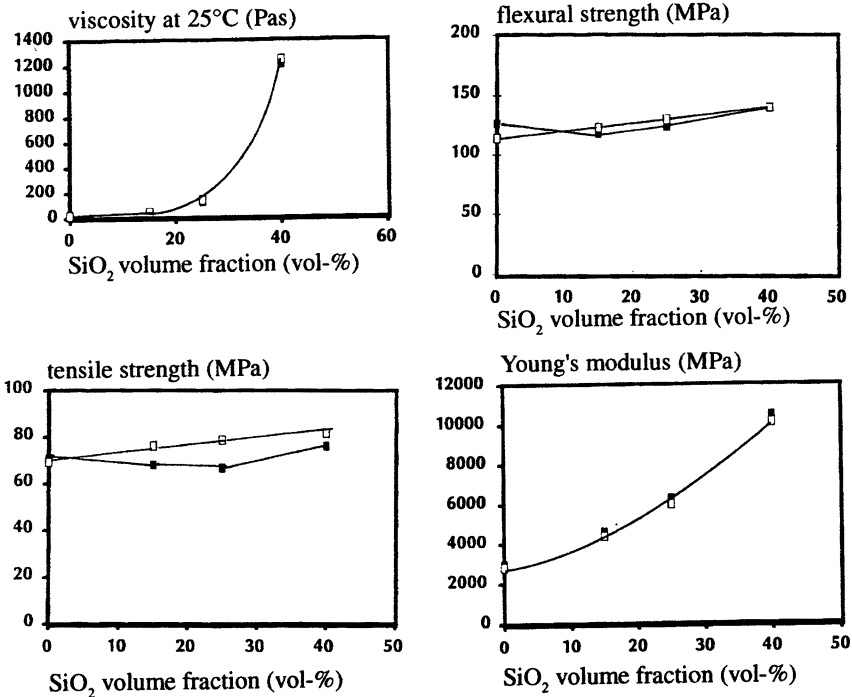 viscosity at 25°C (Pas)
1400
1200
1000
800
600
400
200
0
0 20 40 60
SiO2 volume fraction (vol-%)
flexural strength (MPa)
200
150
100
50
0
0 10 20 30 40 50
SiO2 volume fraction (vol-%)
tensile strength (MPa)
100
80
60
40
20
0
0 10 20 30 40 50
SiO2 volume fraction (vol-%)
Young's modulus (MPa)
12000
10000
8000
6000
4000
2000
0
0 10 20 30 40 50
SiO2 volume fraction (vol-%)